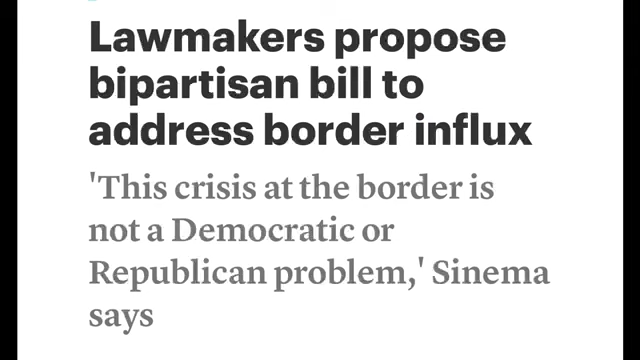 Lawmakers propose
bipartisan bill to
address border influx
'This crisis at the border is
not a Democratic or
Republican problem,' Sinema
says